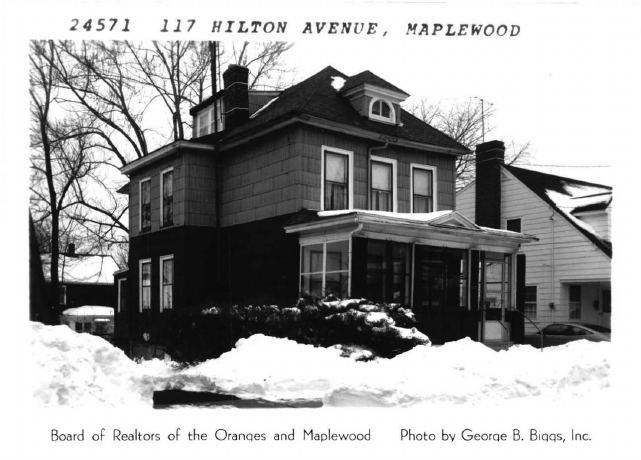 24571 117 HILTON AVENUE, MAPLEWOOD
Board of Realtors of the Oranges and Maplewood Photo by George B. Biggs, Inc.